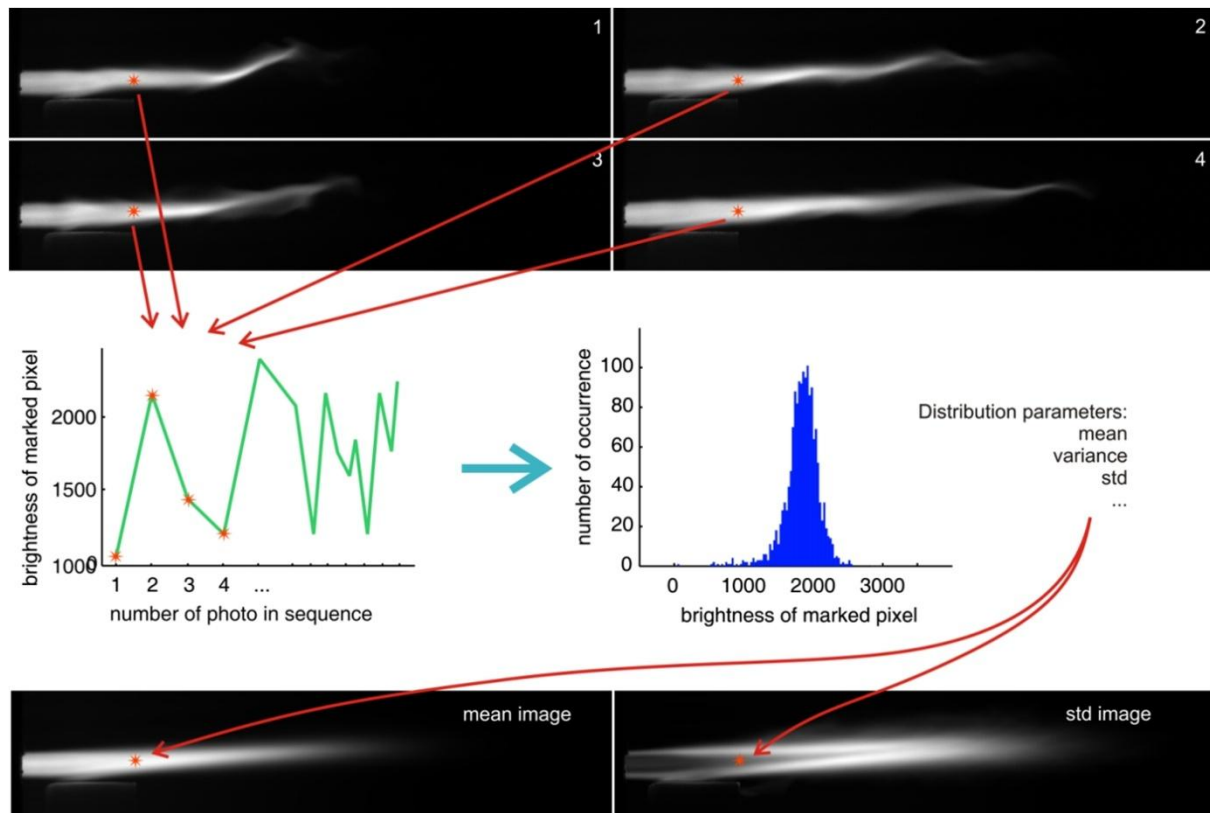 1
2
3
4
brightness of marked pixel
2000
1500
1000
0
1
2
3
4
...
number of photo in sequence
number of occurrence
100
80
60
40
20
0
0
1000
2000
3000
brightness of marked pixel
Distribution parameters:
mean
variance
std
...
mean image
std image